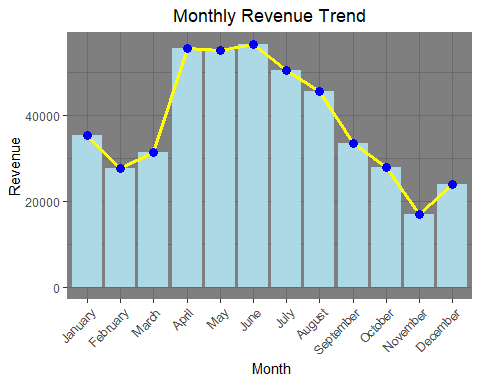 Monthly Revenue Trend
Revenue
40000
20000
0
January
February
March
April
May
June
July
August
September
October
November
December
Month